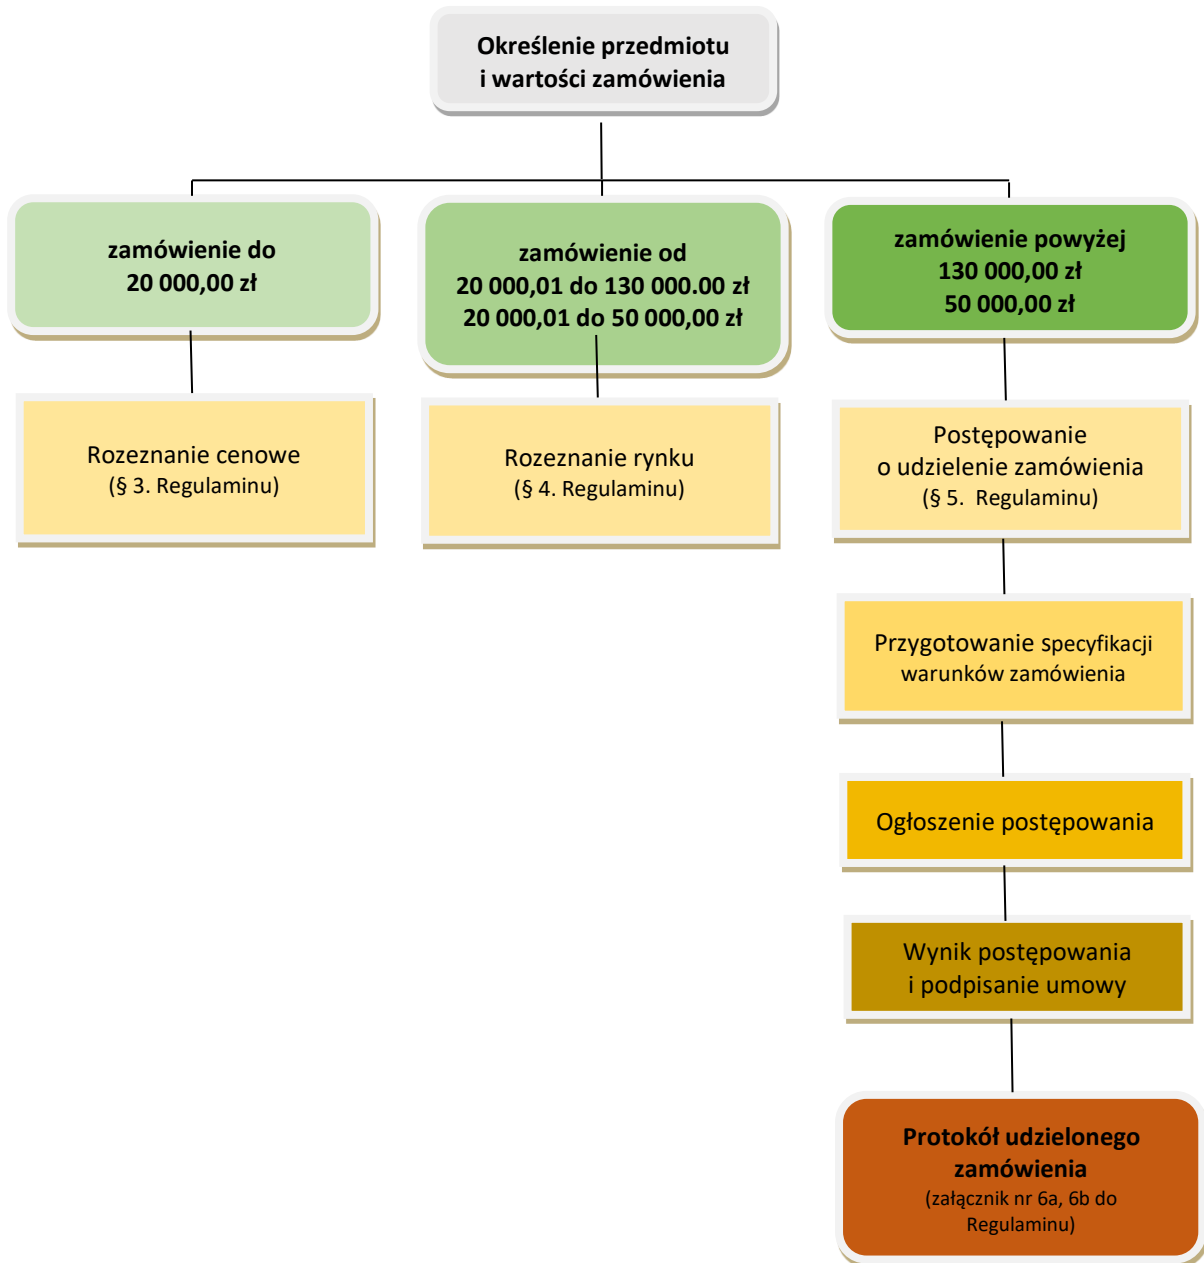 Określenie przedmiotu
i wartości zamówienia
zamówienie do
20 000,00 zł
zamówienie od
20 000,01 do 130 000.00 zł
20 000,01 do 50 000,00 zł
zamówienie powyżej
130 000,00 zł
50 000,00 zł
Rozeznanie cenowe
(§ 3. Regulaminu)
Rozeznanie rynku
(§ 4. Regulaminu)
Postępowanie
o udzielenie zamówienia
(§ 5. Regulaminu)
Przygotowanie specyfikacji
warunków zamówienia
Ogłoszenie postępowania
Wynik postępowania
i podpisanie umowy
Protokół udzielonego
zamówienia
(załącznik nr 6a, 6b do
Regulaminu)